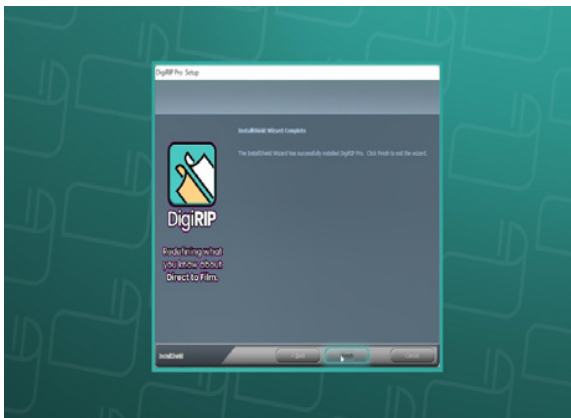 DigiRIP Pro Setup
InstallShield Wizard Complete
The InstallShield Wizard has successfully installed DigiRIP Pro. Click Finish to exit the wizard.
DigiRIP
Redefining what
you know about
Direct to Film.
InstallShield
< Back
Finish
Cancel